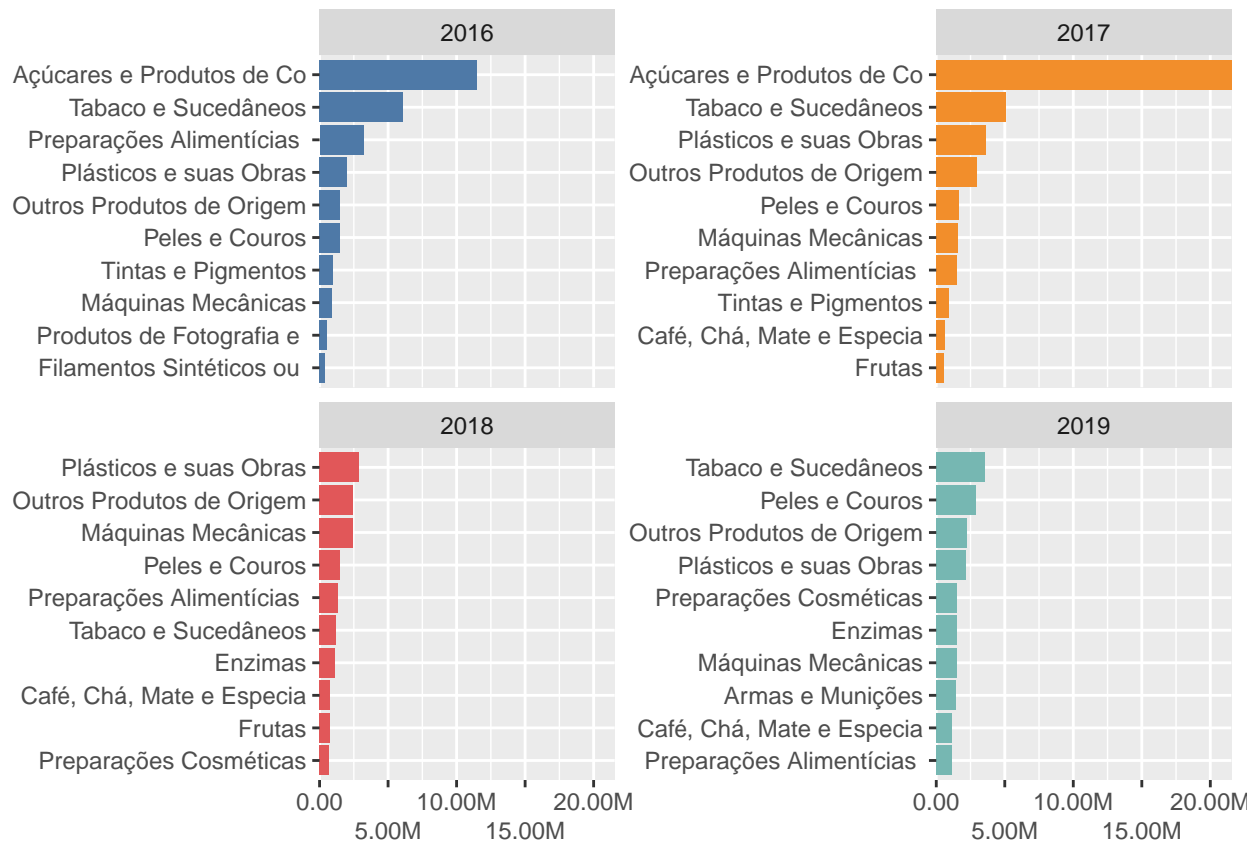 2016
Açúcares e Produtos de Co
Tabaco e Sucedâneos
Preparações Alimentícias
Plásticos e suas Obras
Outros Produtos de Origem
Peles e Couros
Tintas e Pigmentos
Máquinas Mecânicas
Produtos de Fotografia e
Filamentos Sintéticos ou
2017
Açúcares e Produtos de Co
Tabaco e Sucedâneos
Plásticos e suas Obras
Outros Produtos de Origem
Peles e Couros
Máquinas Mecânicas
Preparações Alimentícias
Tintas e Pigmentos
Café, Chá, Mate e Especia
Frutas
2018
Plásticos e suas Obras
Outros Produtos de Origem
Máquinas Mecânicas
Peles e Couros
Preparações Alimentícias
Tabaco e Sucedâneos
Enzimas
Café, Chá, Mate e Especia
Frutas
Preparações Cosméticas
0.00 10.00M 20.00M
5.00M 15.00M
2019
Tabaco e Sucedâneos
Peles e Couros
Outros Produtos de Origem
Plásticos e suas Obras
Preparações Cosméticas
Enzimas
Máquinas Mecânicas
Armas e Munições
Café, Chá, Mate e Especia
Preparações Alimentícias
0.00 10.00M 20.00M
5.00M 15.00M